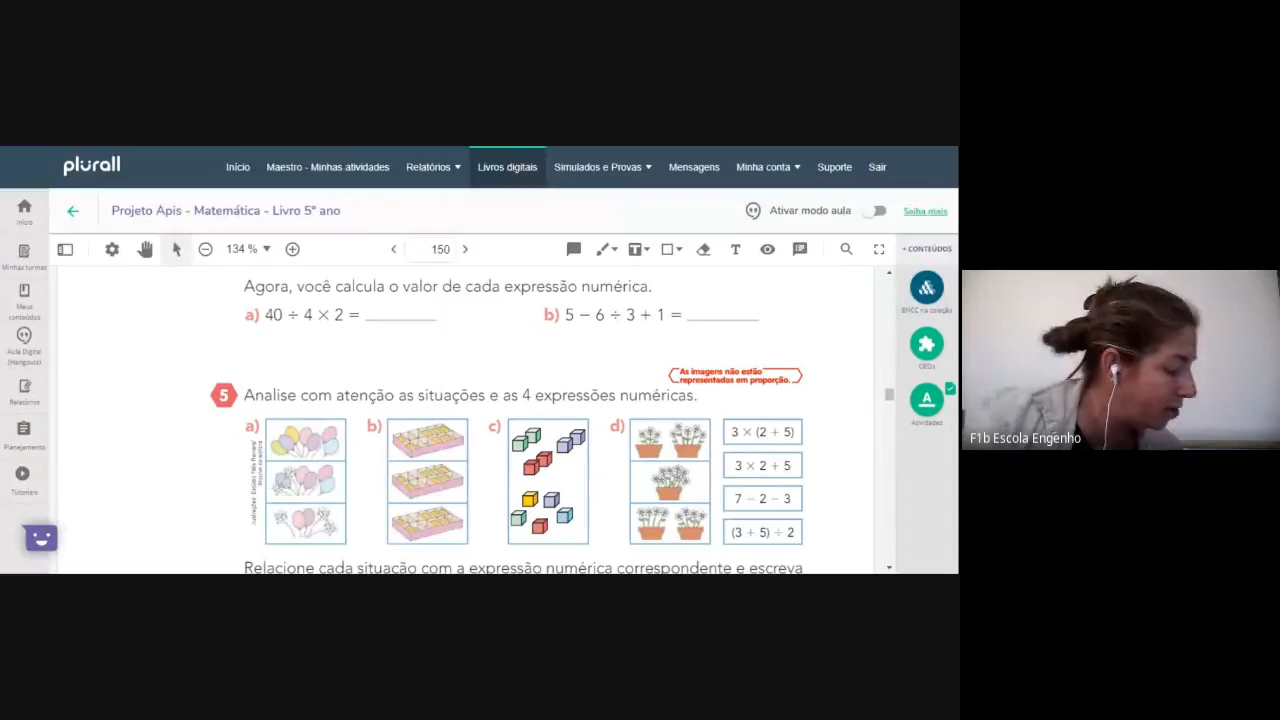 plurall
Início
Maestro - Minhas atividades
Relatórios
Livros digitais
Simulados e Provas
Mensagens
Minha conta
Suporte
Sair
Projeto Ápis - Matemática - Livro 5º ano
Ativar modo aula
Saiba mais
134 %
150
+ CONTEÚDOS
Início
Minhas turmas
Meus
conteúdos
Aula Digital
(Hangouts)
Relatórios
Planejamento
Tutoriais
Agora, você calcula o valor de cada expressão numérica.
a) 40 ÷ 4 × 2 = ________
b) 5 − 6 ÷ 3 + 1 = ________
As imagens não estão
representadas em proporção.
5 Analise com atenção as situações e as 4 expressões numéricas.
a)
b)
c)
d)
3 × (2 + 5)
3 × 2 + 5
7 − 2 − 3
(3 + 5) ÷ 2
Relacione cada situação com a expressão numérica correspondente e escreva
BNCC na coleção
OEDs
A
Atividades
F1b Escola Engenho